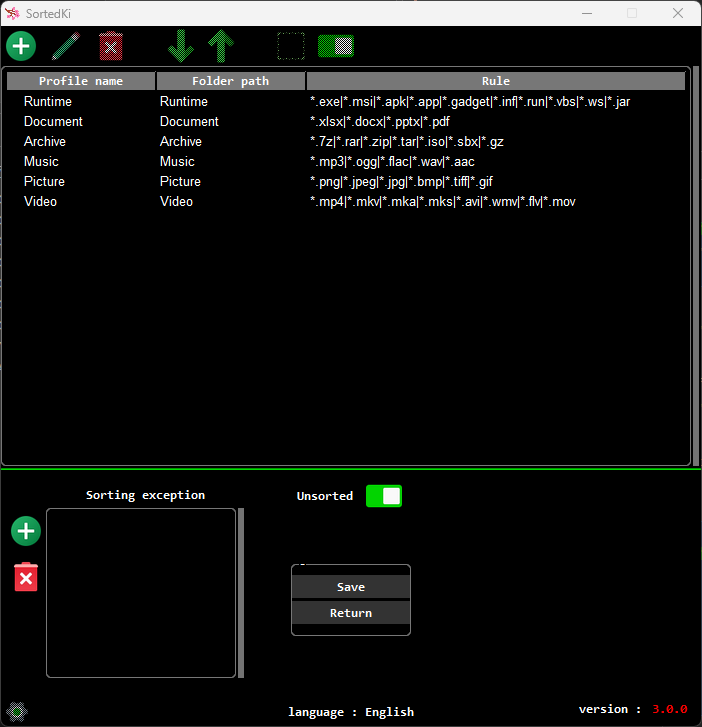 SortedKi
Profile name Folder path Rule
Runtime Runtime *.exe|*.msi|*.apk|*.app|*.gadget|*.inf|*.run|*.vbs|*.ws|*.jar
Document Document *.xlsx|*.docx|*.pptx|*.pdf
Archive Archive *.7z|*.rar|*.zip|*.tar|*.iso|*.sbx|*.gz
Music Music *.mp3|*.ogg|*.flac|*.wav|*.aac
Picture Picture *.png|*.jpeg|*.jpg|*.bmp|*.tiff|*.gif
Video Video *.mp4|*.mkv|*.mka|*.mks|*.avi|*.wmv|*.flv|*.mov
Sorting exception Unsorted
Save
Return
language : English version : 3.0.0